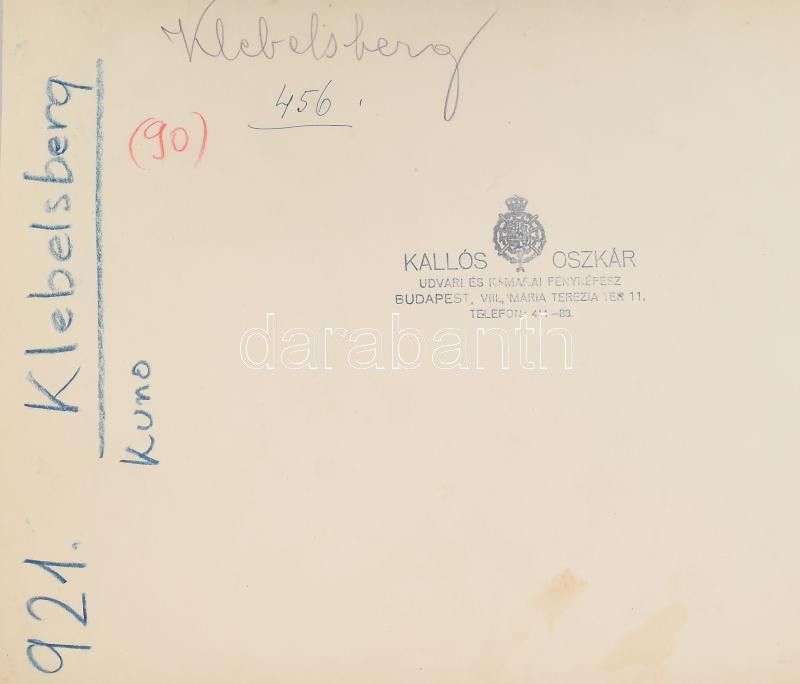 Klebelsberg
456.
(90)
921. Klebelsberg
Kuno
KALLÓS OSZKÁR
UDVARI ÉS KAMARAI FÉNYKÉPÉSZ
BUDAPEST, VIII., MÁRIA TERÉZIA TÉR 11.
TELEFON:
darabanth